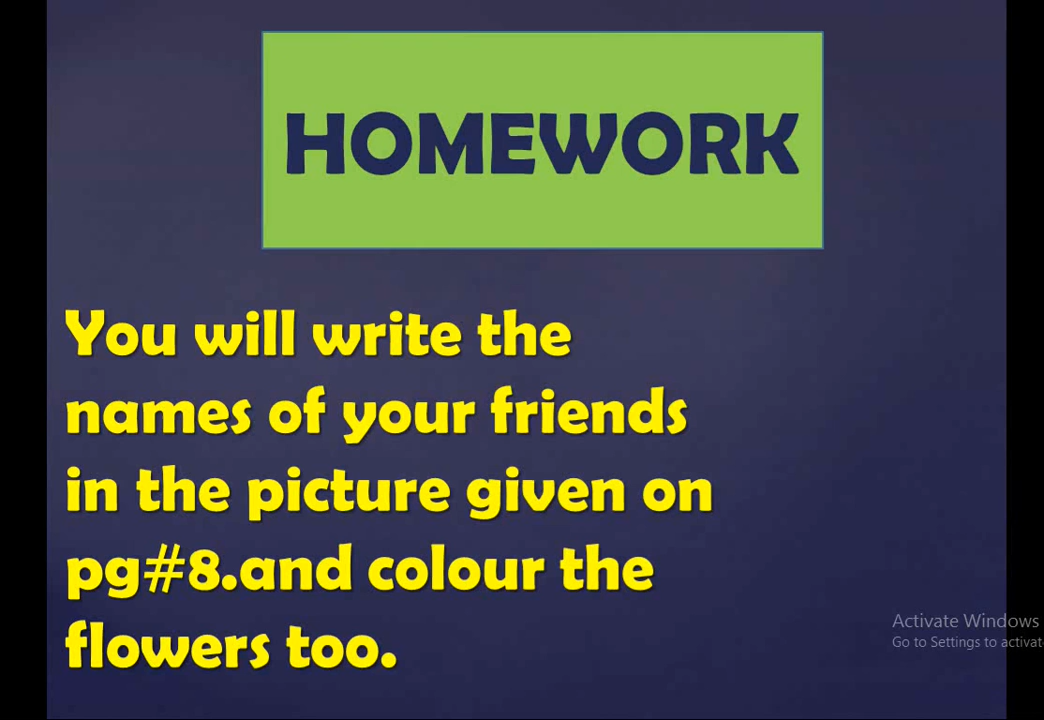 HOMEWORK
You will write the
names of your friends
in the picture given on
pg#8.and colour the
flowers too.
Activate Windows
Go to Settings to activat